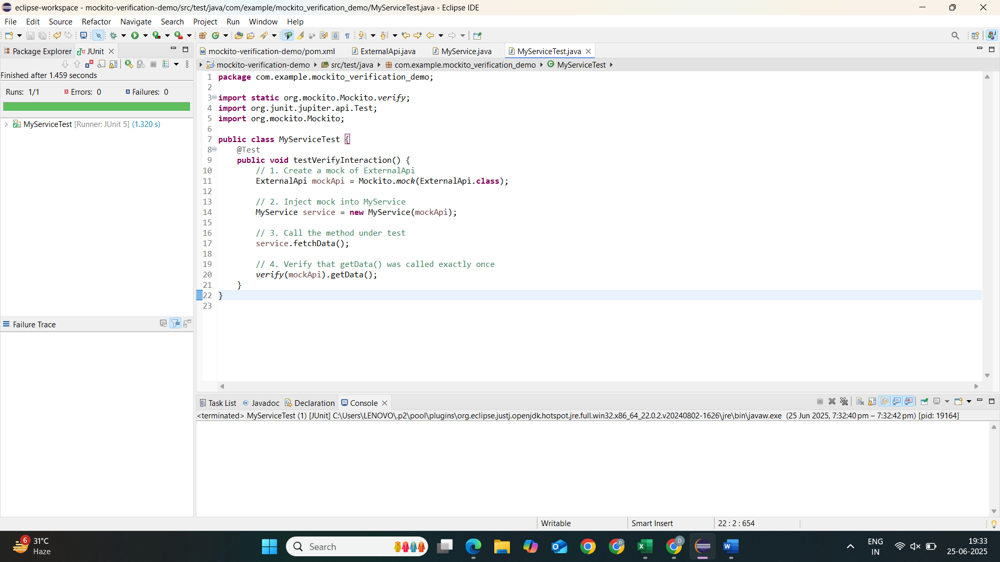 eclipse-workspace - mockito-verification-demo/src/test/java/com/example/mockito_verification_demo/MyServiceTest.java - Eclipse IDE
File Edit Source Refactor Navigate Search Project Run Window Help
Package Explorer JUnit
Finished after 1.459 seconds
Runs: 1/1 Errors: 0 Failures: 0
MyServiceTest [Runner: JUnit 5] (1.320 s)
Failure Trace
mockito-verification-demo/pom.xml ExternalApi.java MyService.java MyServiceTest.java
mockito-verification-demo src/test/java com.example.mockito_verification_demo MyServiceTest
1 package com.example.mockito_verification_demo;
2
3 import static org.mockito.Mockito.verify;
4 import org.junit.jupiter.api.Test;
5 import org.mockito.Mockito;
6
7 public class MyServiceTest {
8 @Test
9 public void testVerifyInteraction() {
10 // 1. Create a mock of ExternalApi
11 ExternalApi mockApi = Mockito.mock(ExternalApi.class);
12
13 // 2. Inject mock into MyService
14 MyService service = new MyService(mockApi);
15
16 // 3. Call the method under test
17 service.fetchData();
18
19 // 4. Verify that getData() was called exactly once
20 verify(mockApi).getData();
21 }
22 }
23
Task List Javadoc Declaration Console
<terminated> MyServiceTest (1) [JUnit] C:\Users\LENOVO\.p2\pool\plugins\org.eclipse.justj.openjdk.hotspot.jre.full.win32.x86_64_22.0.2.v20240802-1626\jre\bin\javaw.exe (25 Jun 2025, 7:32:40 pm – 7:32:42 pm) [pid: 19164]
Writable Smart Insert 22 : 2 : 654
6
31°C
Haze
Search
D
D
ENG
IN
19:33
25-06-2025